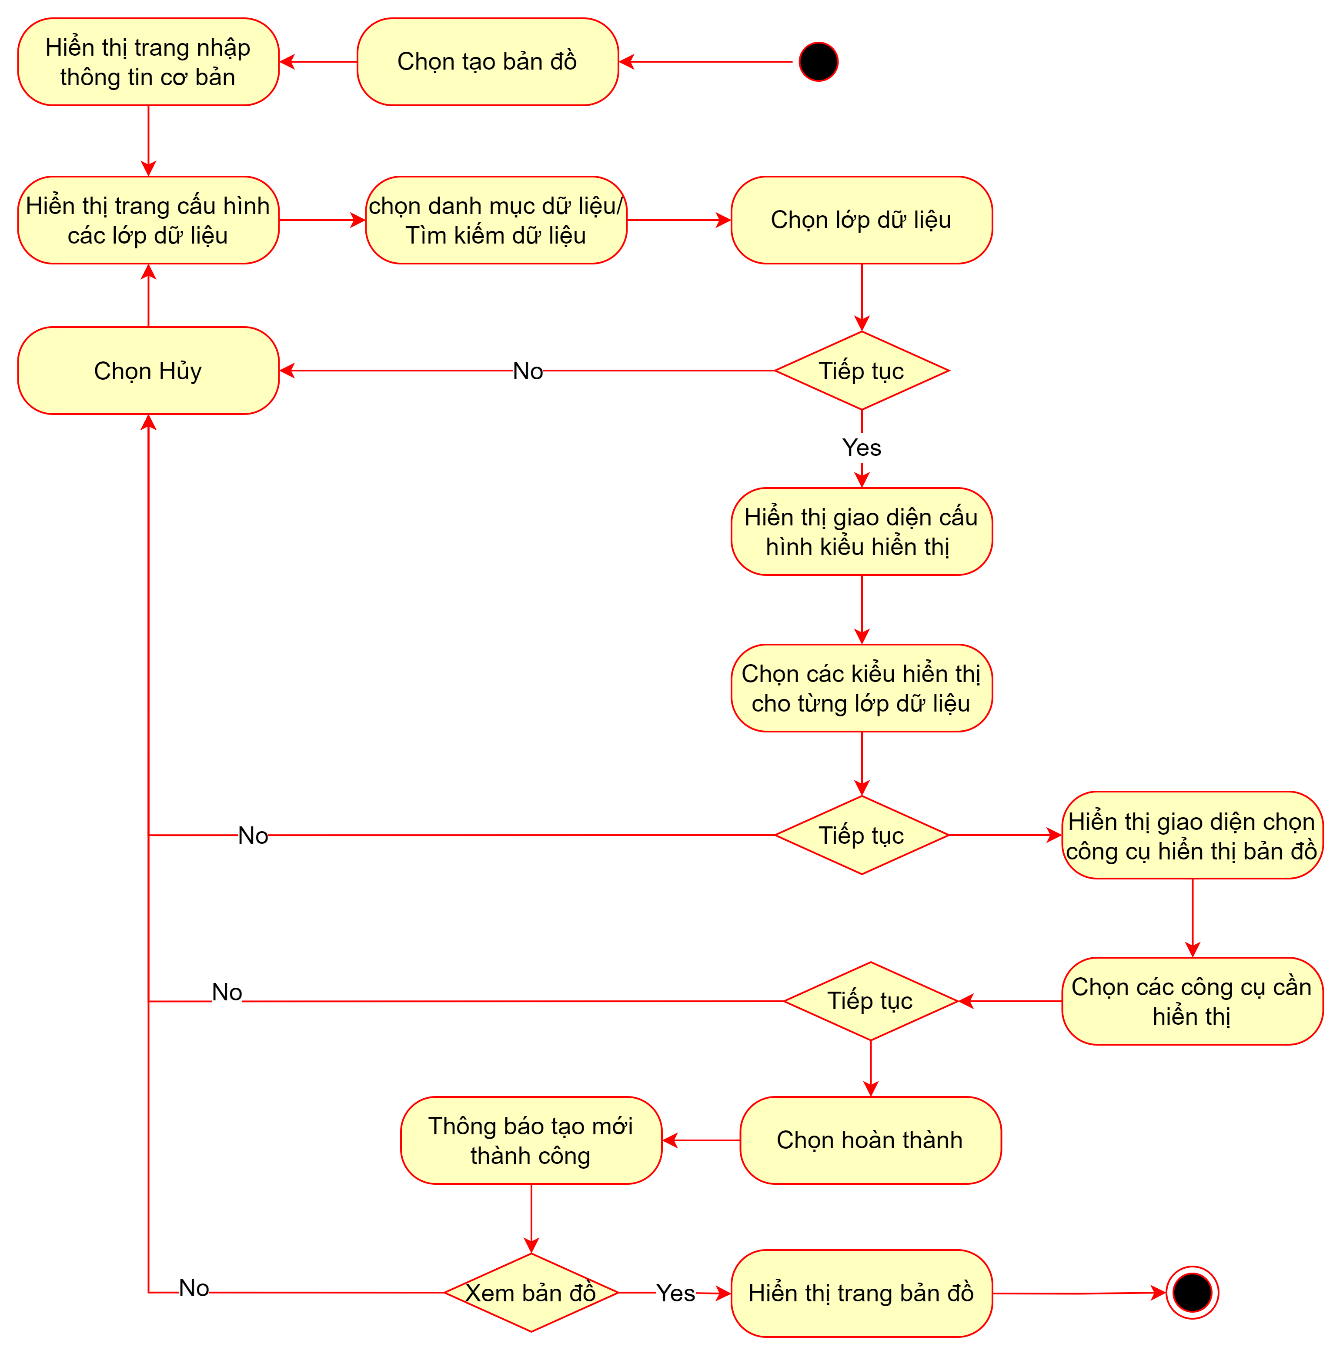 Hiển thị trang nhập
thông tin cơ bản
Chọn tạo bản đồ
Hiển thị trang cấu hình
các lớp dữ liệu
chọn danh mục dữ liệu/
Tìm kiếm dữ liệu
Chọn lớp dữ liệu
Chọn Hủy
No
Tiếp tục
Yes
Hiển thị giao diện cấu
hình kiểu hiển thị
Chọn các kiểu hiển thị
cho từng lớp dữ liệu
No
Tiếp tục
Hiển thị giao diện chọn
công cụ hiển thị bản đồ
No
Tiếp tục
Chọn các công cụ cần
hiển thị
Thông báo tạo mới
thành công
Chọn hoàn thành
No
Xem bản đồ
Yes
Hiển thị trang bản đồ